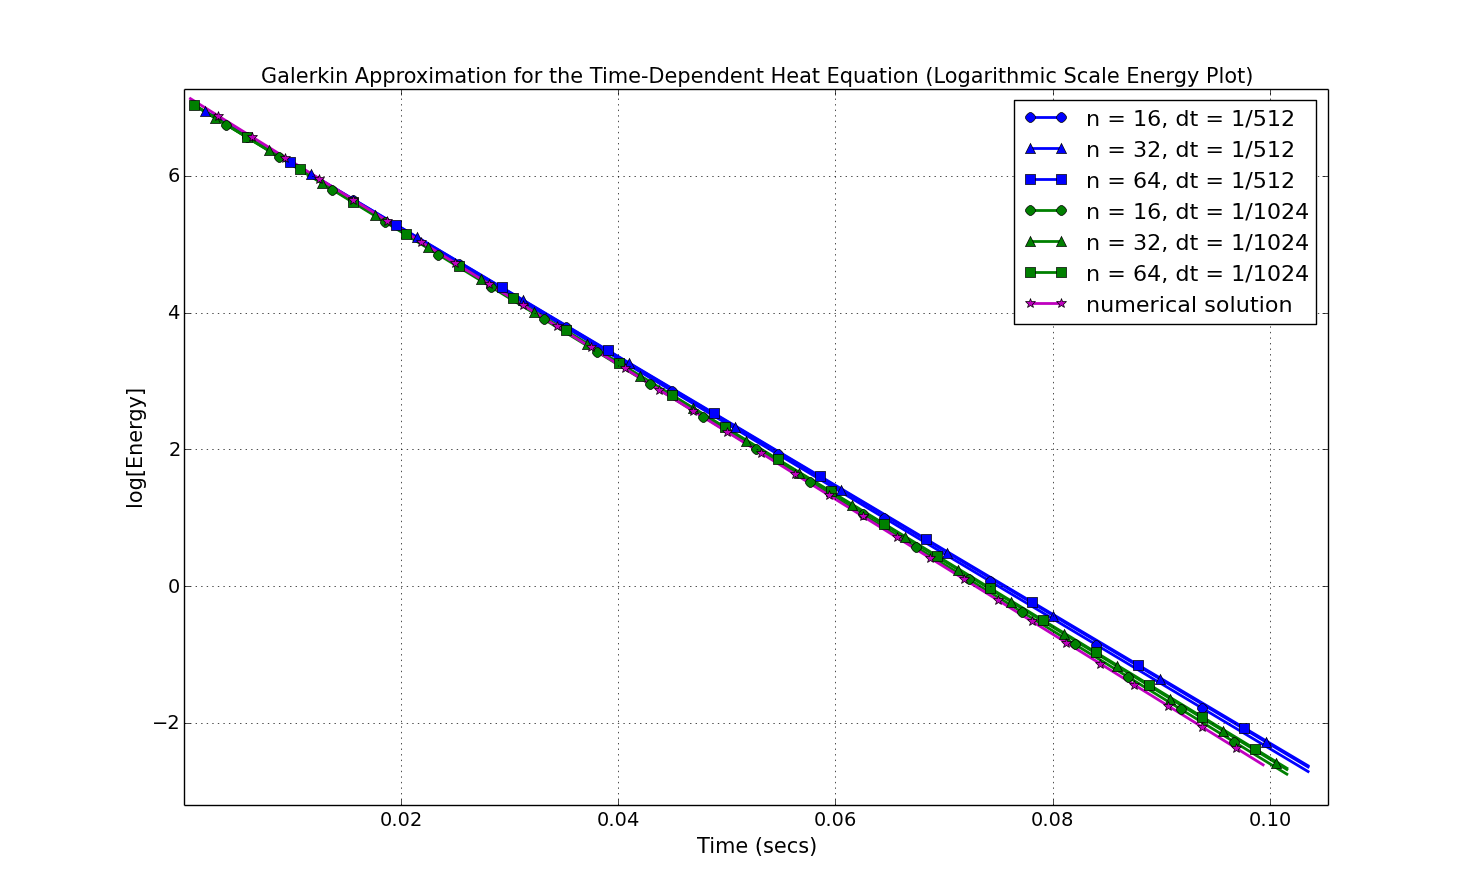 Galerkin Approximation for the Time-Dependent Heat Equation (Logarithmic Scale Energy Plot)
n = 16, dt = 1/512
n = 32, dt = 1/512
n = 64, dt = 1/512
n = 16, dt = 1/1024
n = 32, dt = 1/1024
n = 64, dt = 1/1024
numerical solution
log[Energy]
6
4
2
0
−2
0.02 0.04 0.06 0.08 0.10
Time (secs)